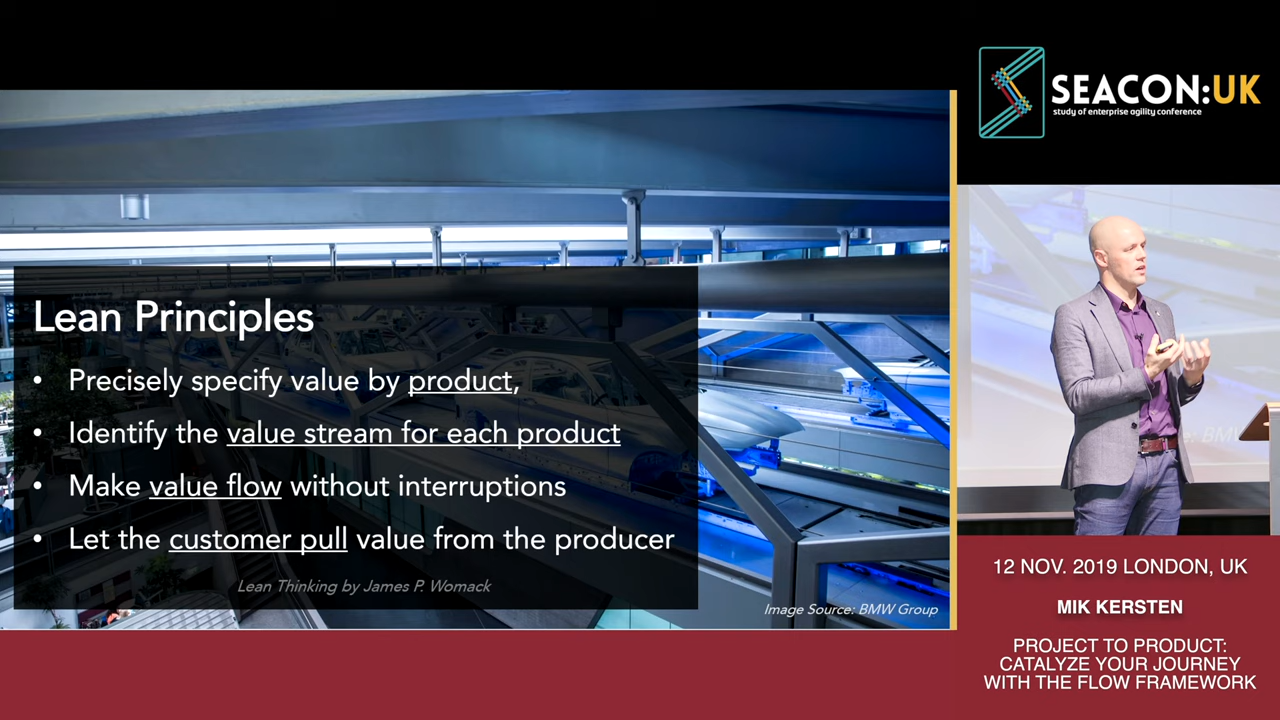 SEACON:UK
study of enterprise agility conference
Lean Principles
• Precisely specify value by product,
• Identify the value stream for each product
• Make value flow without interruptions
• Let the customer pull value from the producer
Lean Thinking by James P. Womack
Image Source: BMW Group
e: BMW
12 NOV. 2019 LONDON, UK
MIK KERSTEN
PROJECT TO PRODUCT:
CATALYZE YOUR JOURNEY
WITH THE FLOW FRAMEWORK